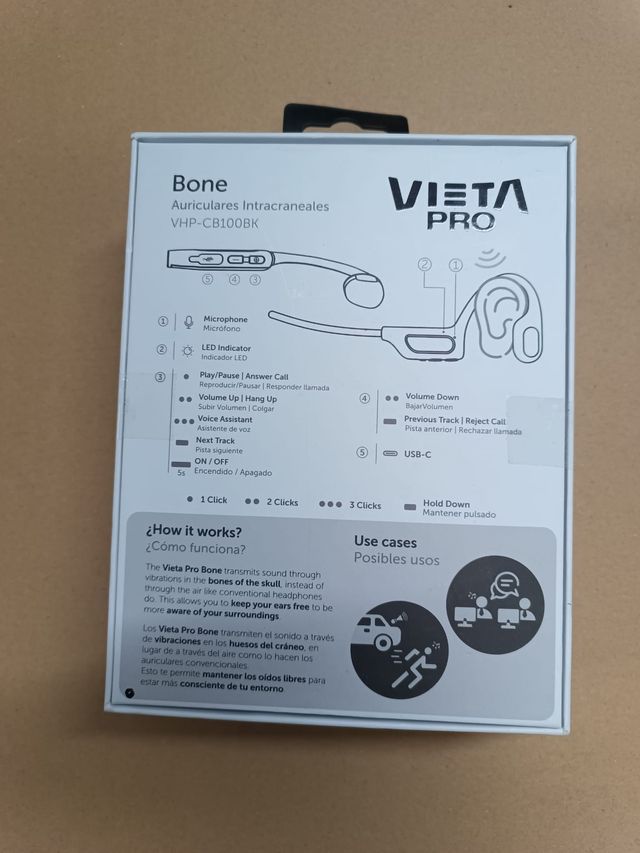 Bone
Auriculares Intracraneales
VHP-CB100BK
VIETA
PRO
5 4 3
2 1
1 Microphone
Micrófono
2 LED Indicator
Indicador LED
3 Play/Pause | Answer Call
Reproducir/Pausar | Responder llamada
Volume Up | Hang Up
Subir Volumen | Colgar
Voice Assistant
Asistente de voz
Next Track
Pista siguiente
ON / OFF
5s Encendido / Apagado
4 Volume Down
BajarVolumen
Previous Track | Reject Call
Pista anterior | Rechazar llamada
5 USB-C
1 Click 2 Clicks 3 Clicks Hold Down
Mantener pulsado
¿How it works?
¿Cómo funciona?
The Vieta Pro Bone transmits sound through
vibrations in the bones of the skull, instead of
through the air like conventional headphones
do. This allows you to keep your ears free to be
more aware of your surroundings.
Los Vieta Pro Bone transmiten el sonido a través
de vibraciones en los huesos del cráneo, en
lugar de a través del aire como lo hacen los
auriculares convencionales.
Esto te permite mantener los oídos libres para
estar más consciente de tu entorno.
Use cases
Posibles usos